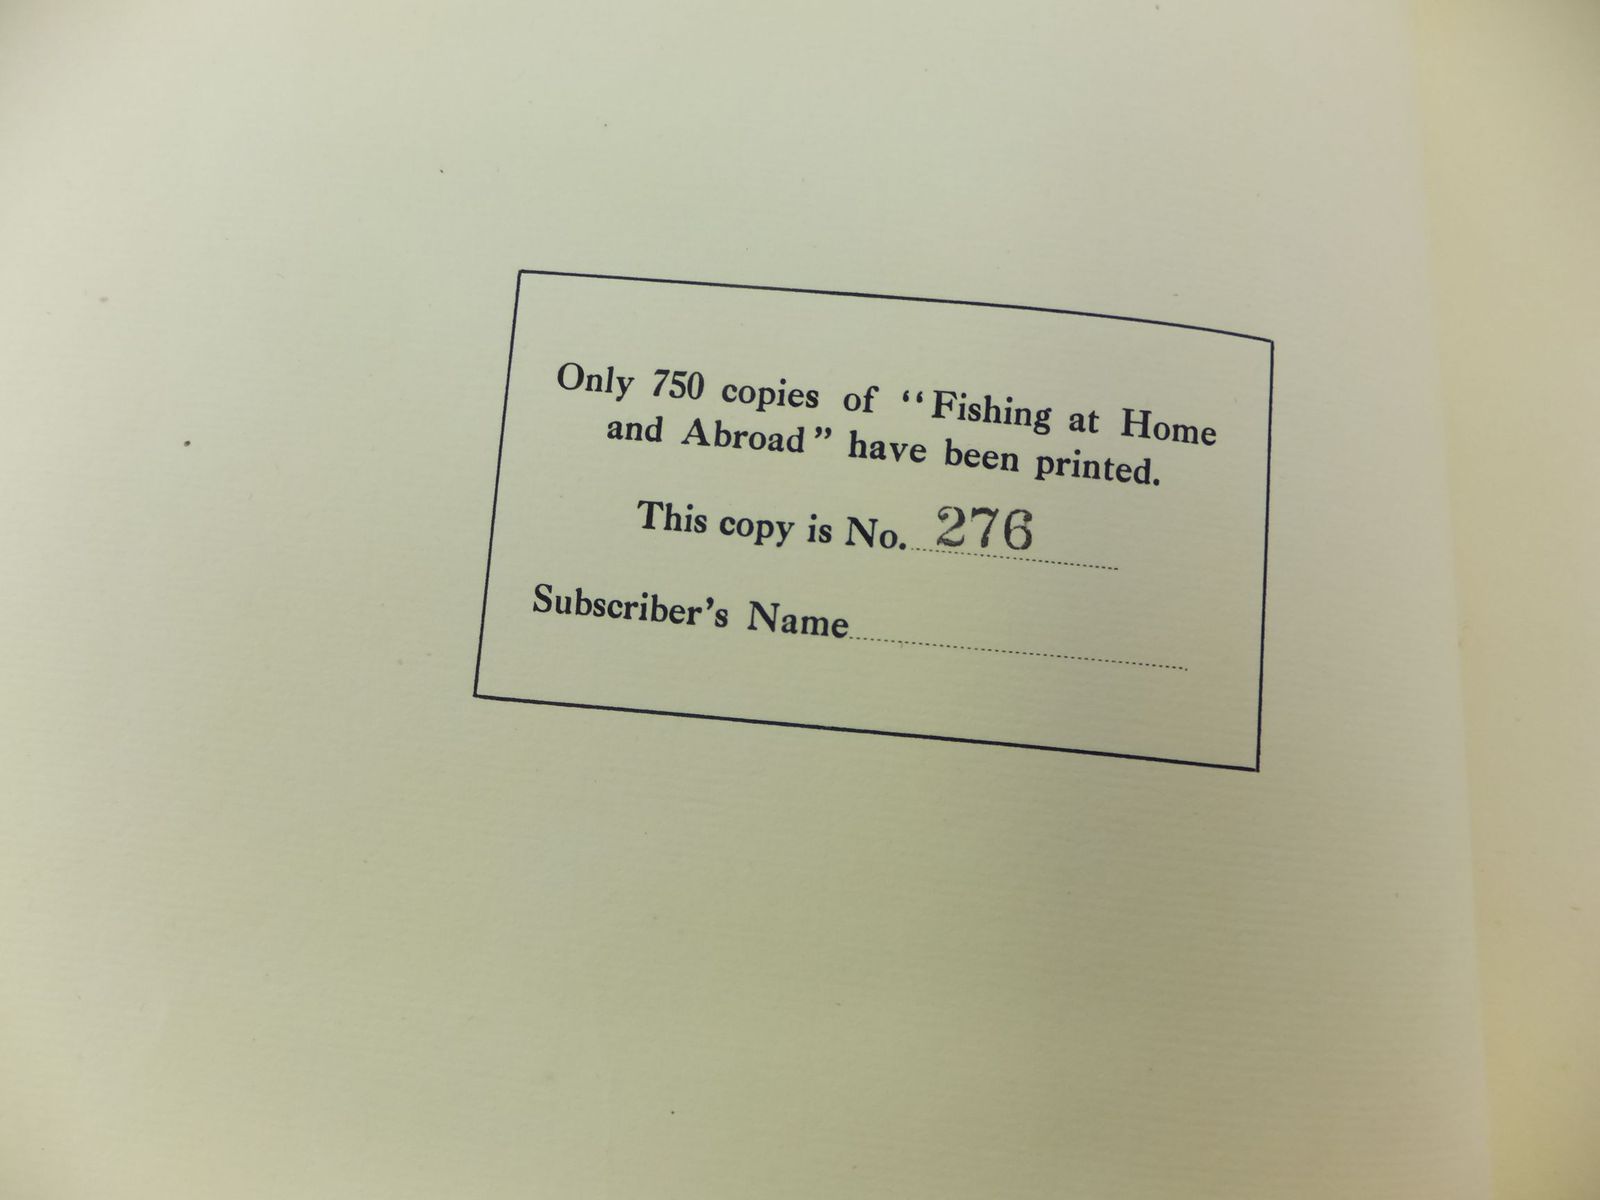 Only 750 copies of “Fishing at Home
and Abroad” have been printed.
This copy is No. 276
Subscriber’s Name